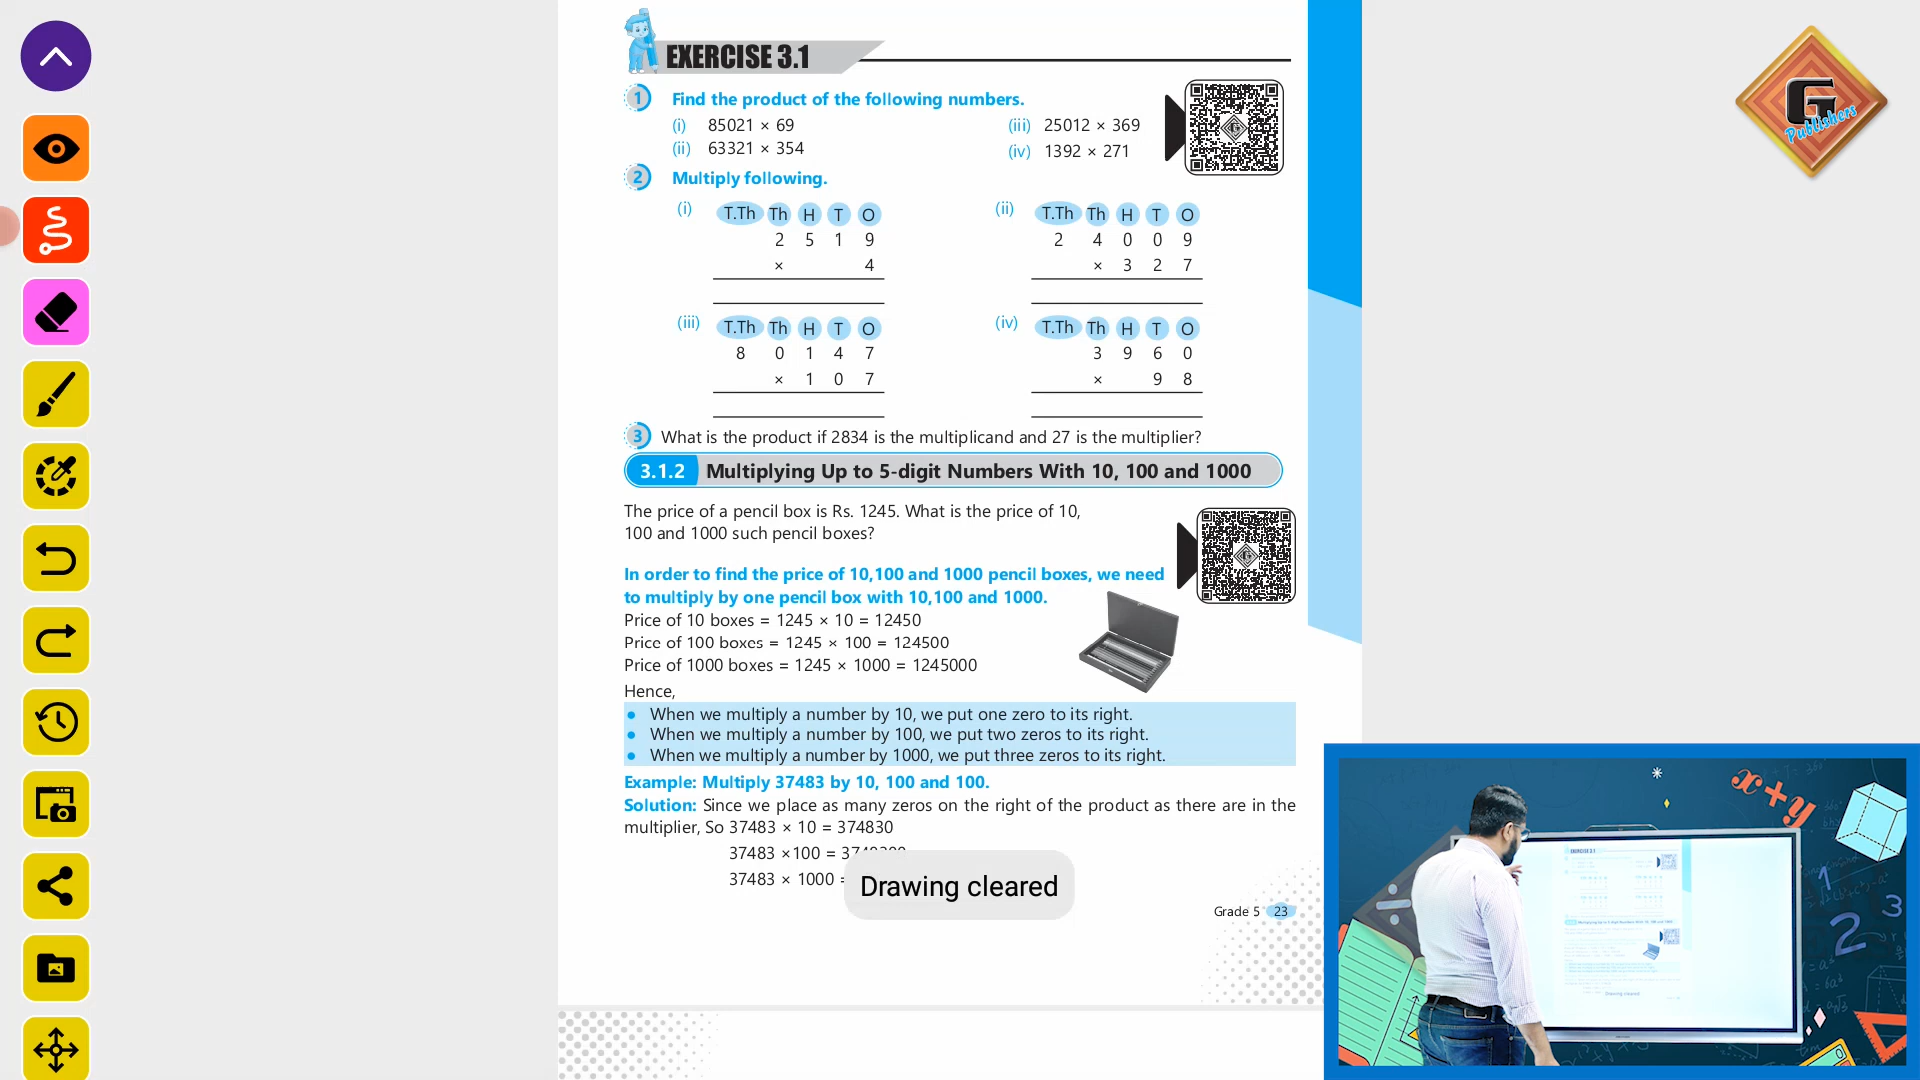 EXERCISE 3.1
G
Publishers
1 Find the product of the following numbers.
(i) 85021 × 69 (iii) 25012 × 369
(ii) 63321 × 354 (iv) 1392 × 271
2 Multiply following.
(i) T.Th Th H T O (ii) T.Th Th H T O
2 5 1 9 2 4 0 0 9
× 4 × 3 2 7
(iii) T.Th Th H T O (iv) T.Th Th H T O
8 0 1 4 7 3 9 6 0
× 1 0 7 × 9 8
3 What is the product if 2834 is the multiplicand and 27 is the multiplier?
3.1.2 Multiplying Up to 5-digit Numbers With 10, 100 and 1000
The price of a pencil box is Rs. 1245. What is the price of 10,
100 and 1000 such pencil boxes?
In order to find the price of 10,100 and 1000 pencil boxes, we need
to multiply by one pencil box with 10,100 and 1000.
Price of 10 boxes = 1245 × 10 = 12450
Price of 100 boxes = 1245 × 100 = 124500
Price of 1000 boxes = 1245 × 1000 = 1245000
Hence,
• When we multiply a number by 10, we put one zero to its right.
• When we multiply a number by 100, we put two zeros to its right.
• When we multiply a number by 1000, we put three zeros to its right.
Example: Multiply 37483 by 10, 100 and 100.
Solution: Since we place as many zeros on the right of the product as there are in the
multiplier, So 37483 × 10 = 374830
37483 ×100 =
37483 × 1000 =
Drawing cleared
Grade 5 23
x+y
1
2
3